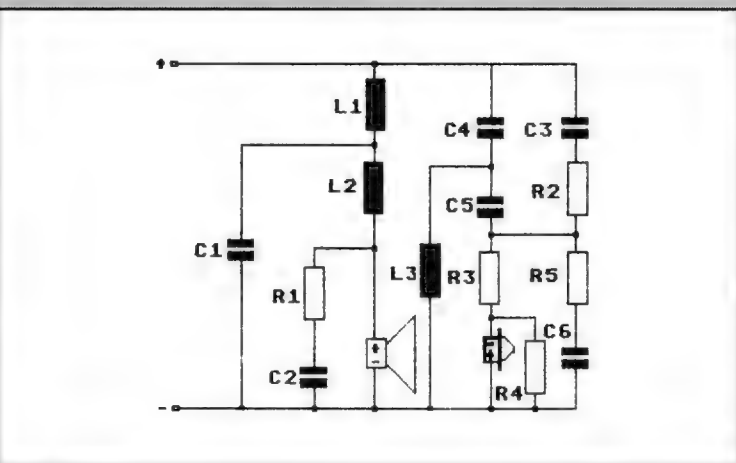 +
L1
C4
C3
L2
R2
C5
C1
L3
R3
R5
R1
C6
+
-
-
+
C2
R4
-